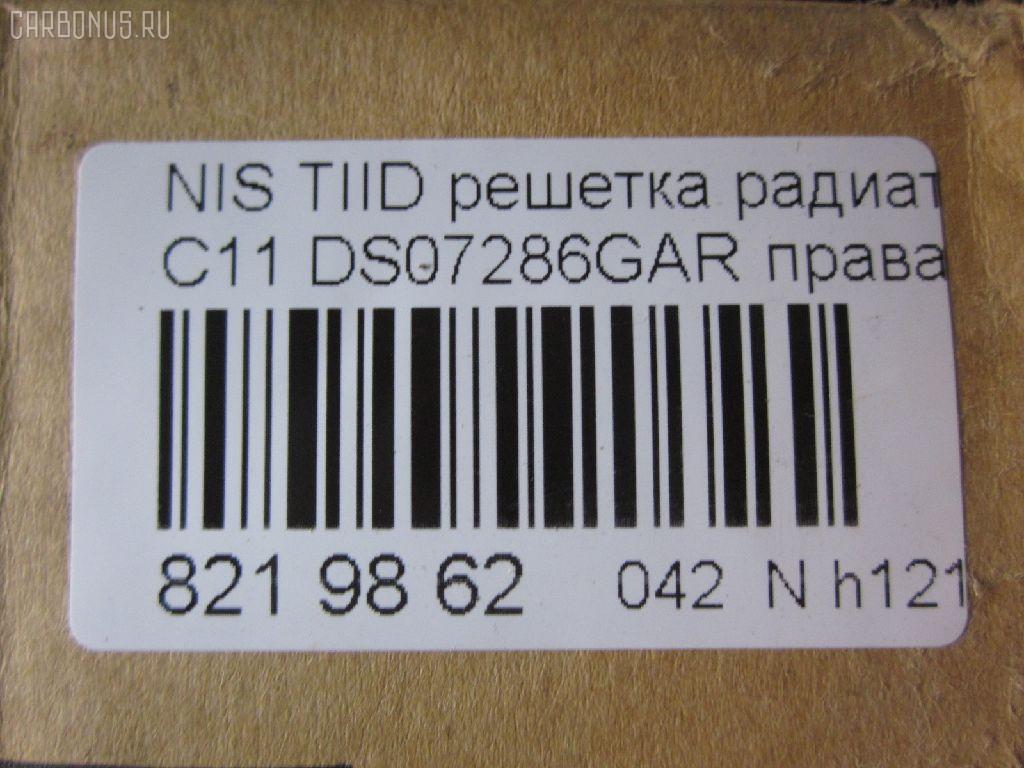 CARBONUS.RU
NIS TIID решетка радиат
C11 DS07286GAR права
821 98 62 042 N h121